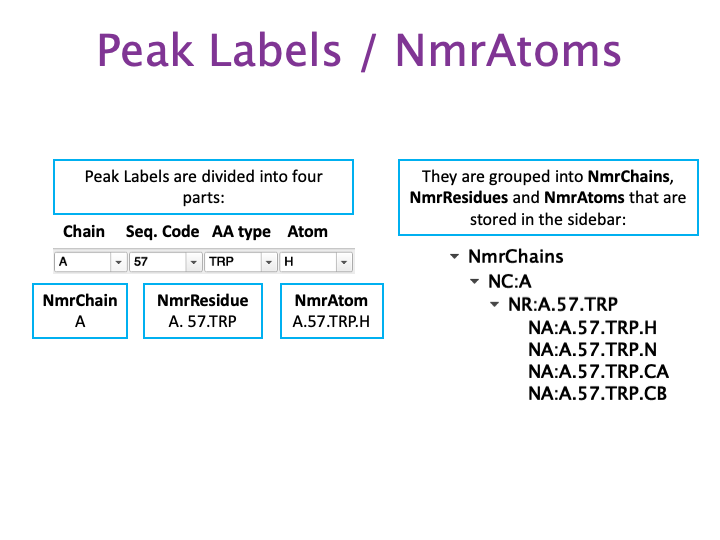 Peak Labels / NmrAtoms
Peak Labels are divided into four
parts:
Chain Seq. Code AA type Atom
A 57 TRP H
NmrChain
A
NmrResidue
A. 57.TRP
NmrAtom
A.57.TRP.H
They are grouped into NmrChains,
NmrResidues and NmrAtoms that are
stored in the sidebar:
NmrChains
NC:A
NR:A.57.TRP
NA:A.57.TRP.H
NA:A.57.TRP.N
NA:A.57.TRP.CA
NA:A.57.TRP.CB